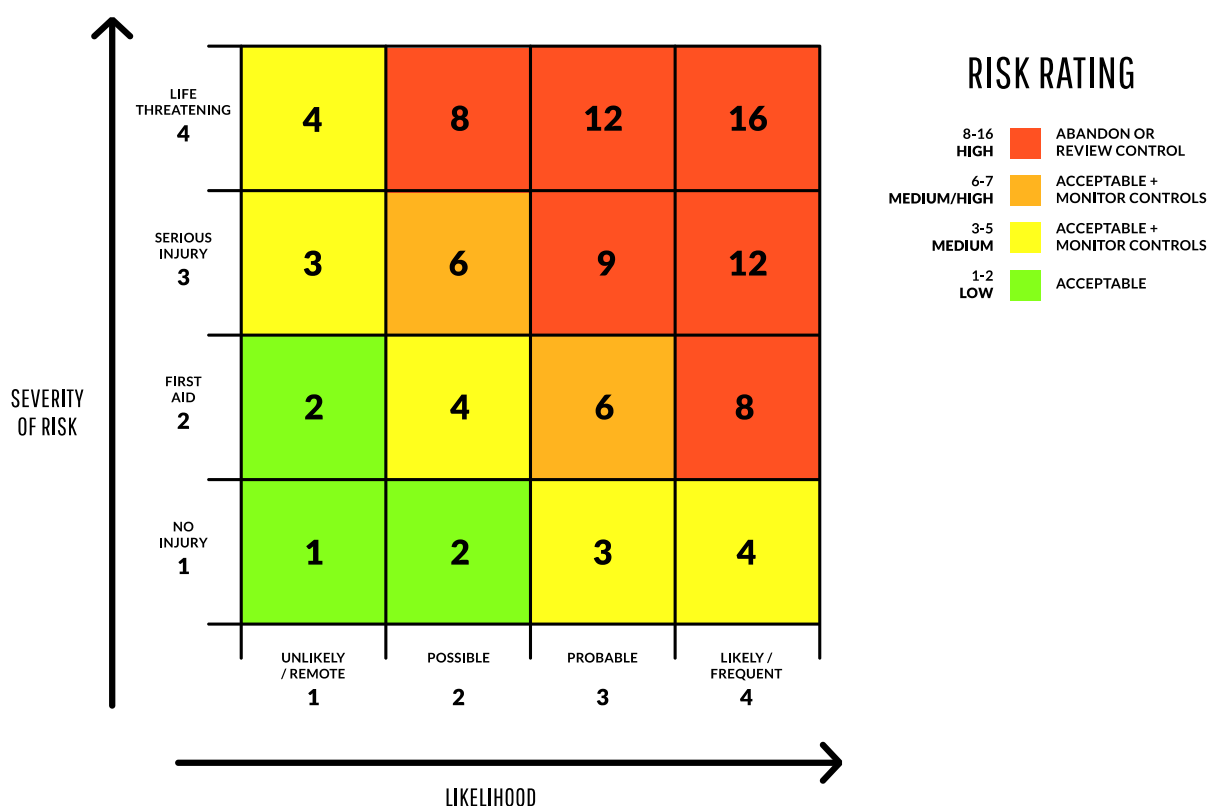 RISK RATING
8-16
HIGH
ABANDON OR
REVIEW CONTROL
6-7
MEDIUM/HIGH
ACCEPTABLE +
MONITOR CONTROLS
3-5
MEDIUM
ACCEPTABLE +
MONITOR CONTROLS
1-2
LOW
ACCEPTABLE
SEVERITY
OF RISK
LIFE
THREATENING
4
4 8 12 16
SERIOUS
INJURY
3
3 6 9 12
FIRST
AID
2
2 4 6 8
NO
INJURY
1
1 2 3 4
UNLIKELY
/ REMOTE
1
POSSIBLE
2
PROBABLE
3
LIKELY /
FREQUENT
4
LIKELIHOOD